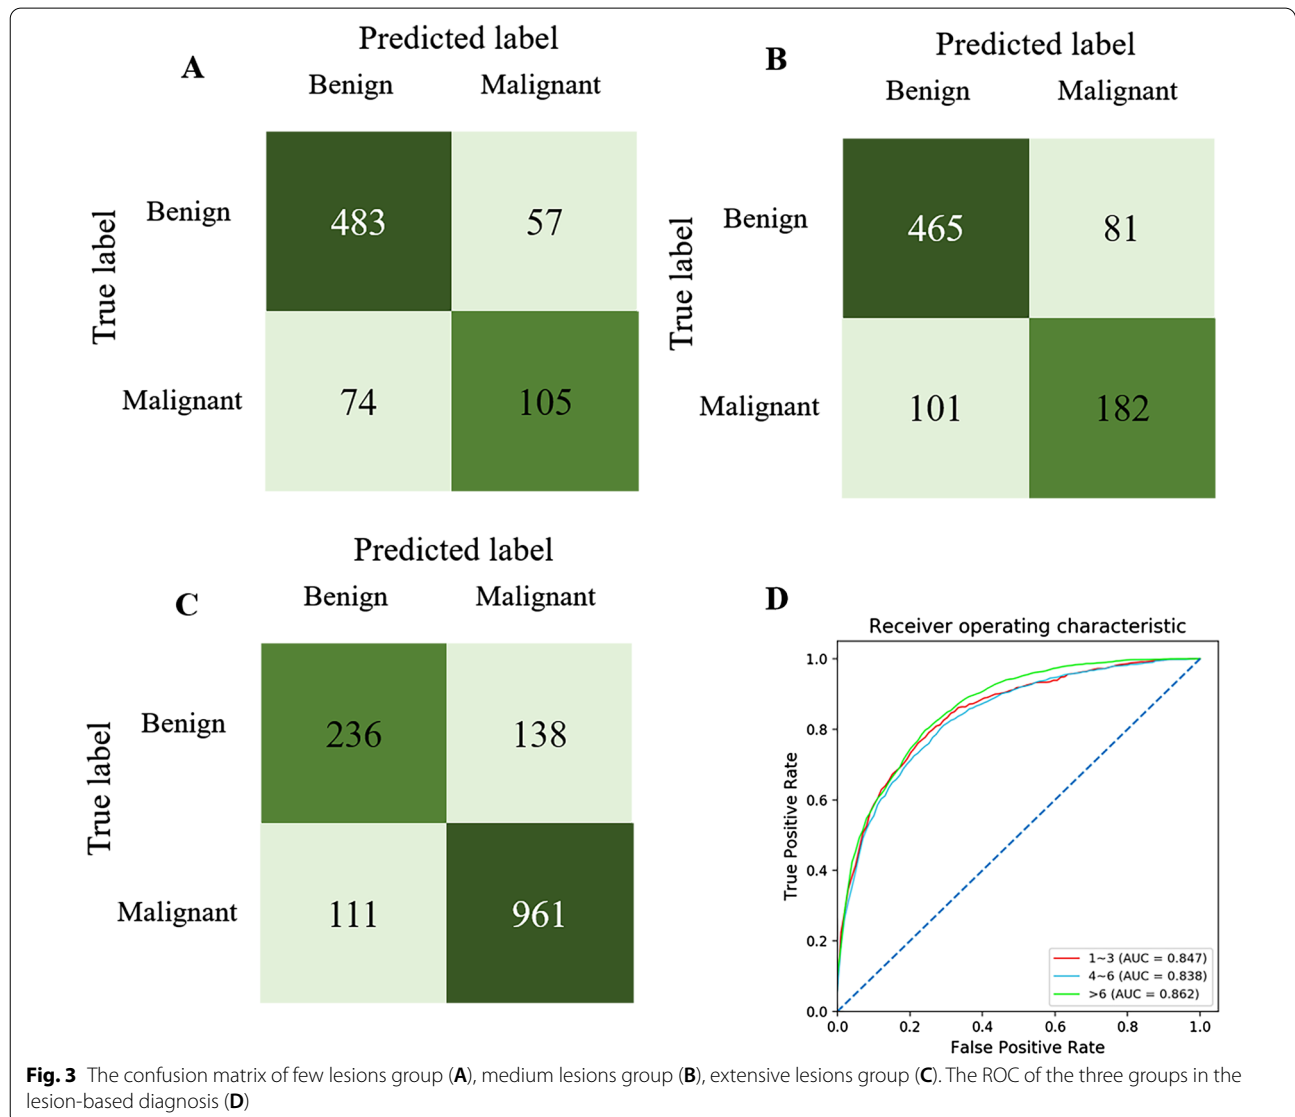 A
Predicted label
Benign Malignant
True label
Benign 483 57
Malignant 74 105
B
Predicted label
Benign Malignant
True label
Benign 465 81
Malignant 101 182
C
Predicted label
Benign Malignant
True label
Benign 236 138
Malignant 111 961
D
Receiver operating characteristic
True Positive Rate
1.0
0.8
0.6
0.4
0.2
0.0
1~3 (AUC = 0.847)
4~6 (AUC = 0.838)
>6 (AUC = 0.862)
0.0 0.2 0.4 0.6 0.8 1.0
False Positive Rate
Fig. 3 The confusion matrix of few lesions group (A), medium lesions group (B), extensive lesions group (C). The ROC of the three groups in the
lesion-based diagnosis (D)